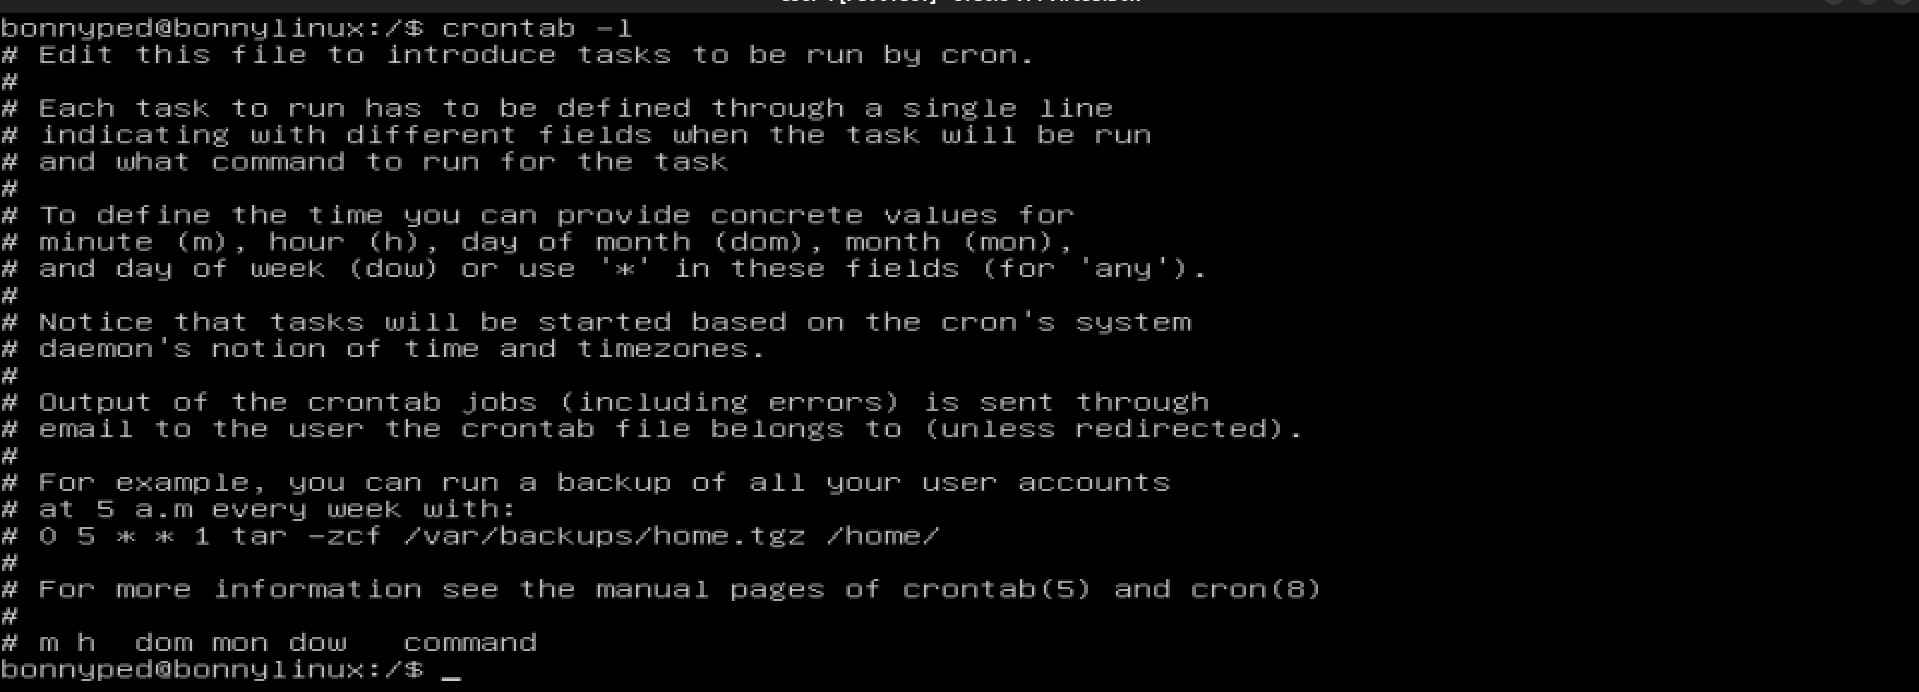 bonnyped@bonnylinux:/$ crontab -l
# Edit this file to introduce tasks to be run by cron.
#
# Each task to run has to be defined through a single line
# indicating with different fields when the task will be run
# and what command to run for the task
#
# To define the time you can provide concrete values for
# minute (m), hour (h), day of month (dom), month (mon),
# and day of week (dow) or use '*' in these fields (for 'any').
#
# Notice that tasks will be started based on the cron's system
# daemon's notion of time and timezones.
#
# Output of the crontab jobs (including errors) is sent through
# email to the user the crontab file belongs to (unless redirected).
#
# For example, you can run a backup of all your user accounts
# at 5 a.m every week with:
# 0 5 * * 1 tar -zcf /var/backups/home.tgz /home/
#
# For more information see the manual pages of crontab(5) and cron(8)
#
# m h  dom mon dow   command
bonnyped@bonnylinux:/$ _